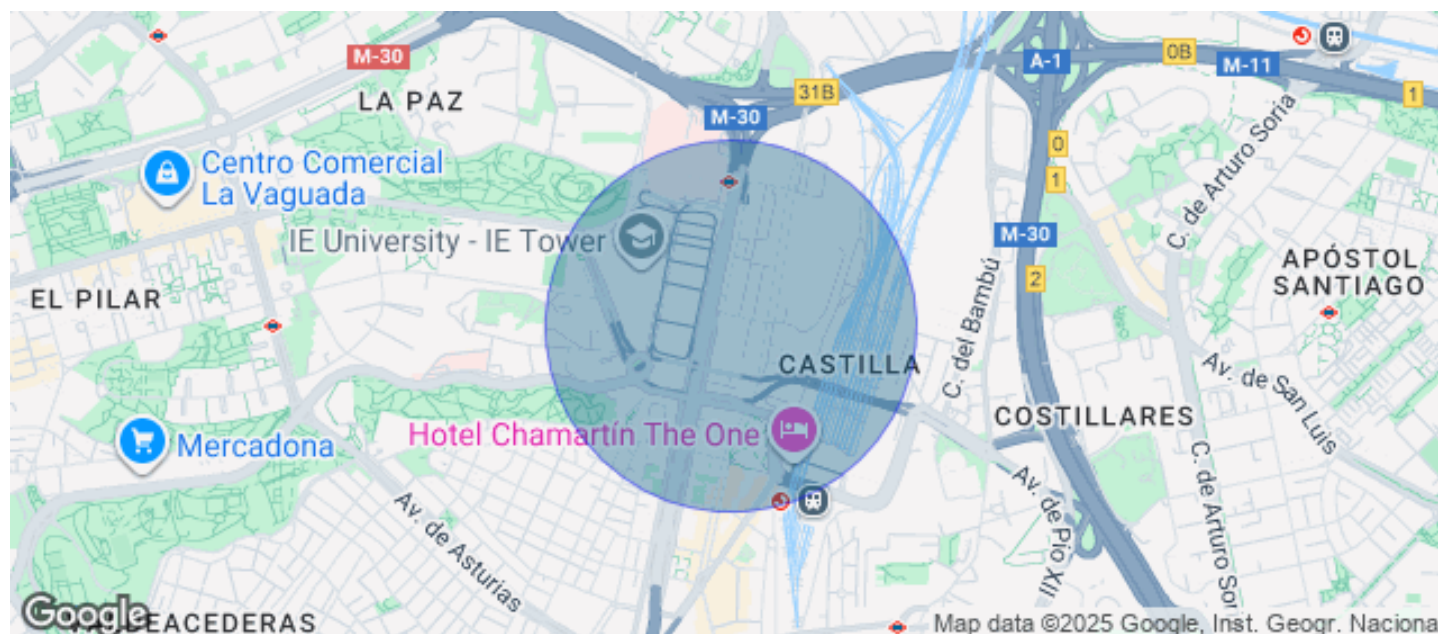 M-30
LA PAZ
31B
M-30
A-1
0B
M-11
1
Centro Comercial
La Vaguada
0
1
C. de Arturo Soria
IE University - IE Tower
M-30
2
APÓSTOL
SANTIAGO
EL PILAR
C. del Bambú
CASTILLA
Av. de San Luis
COSTILLARES
Hotel Chamartín The One
Mercadona
Av. de Asturias
Av. de Pío XII
C. de Arturo Sor
Google
DEACEDERAS
Map data ©2025 Google, Inst. Geogr. Naciona